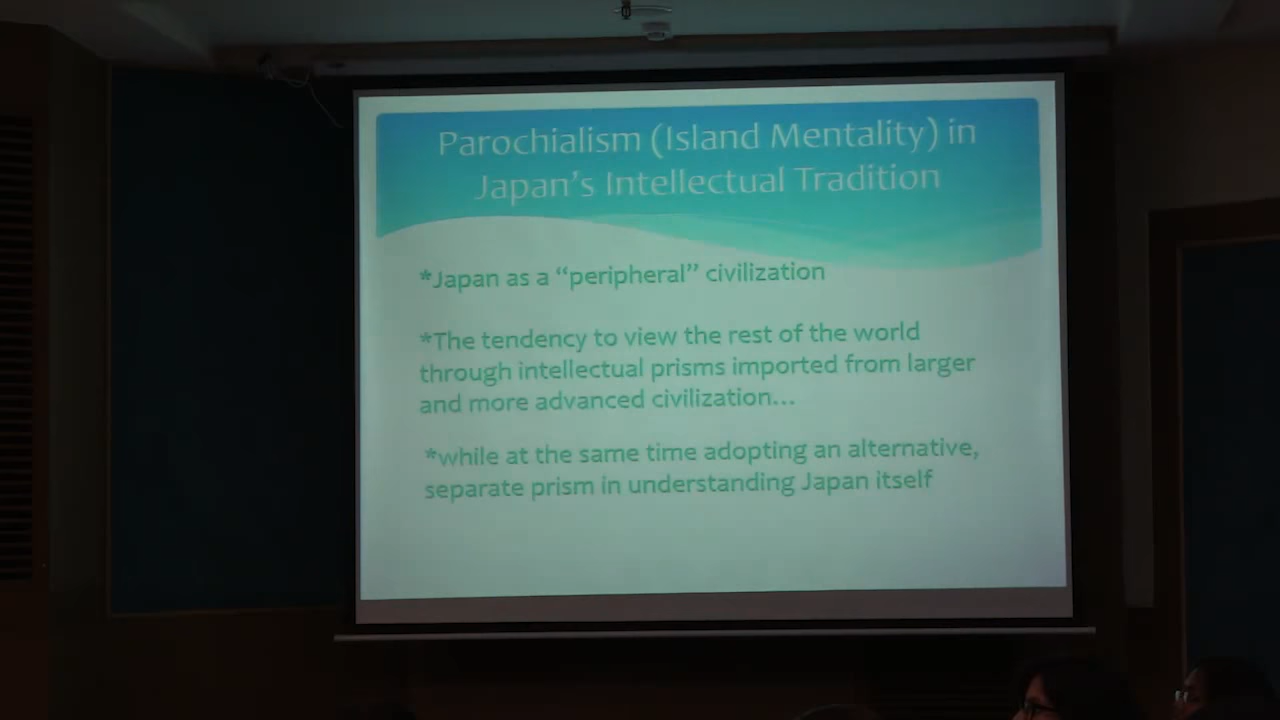 Parochialism (Island Mentality) in
Japan's Intellectual Tradition
*Japan as a “peripheral” civilization
*The tendency to view the rest of the world
through intellectual prisms imported from larger
and more advanced civilization...
*while at the same time adopting an alternative,
separate prism in understanding Japan itself